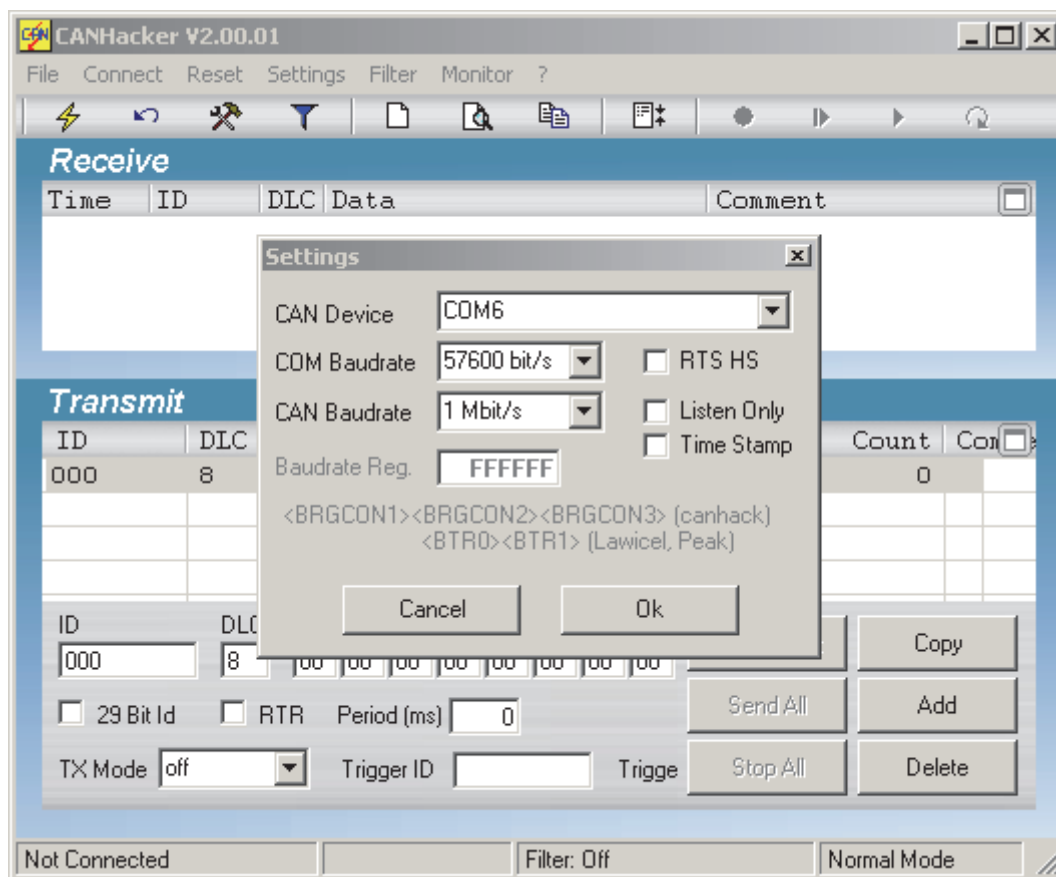 CANHacker V2.00.01
File Connect Reset Settings Filter Monitor ?
Receive
Time ID DLC Data Comment
Settings
CAN Device COM6
COM Baudrate 57600 bit/s RTS HS
CAN Baudrate 1 Mbit/s Listen Only
Time Stamp
Baudrate Reg. FFFFFF
<BRGCON1><BRGCON2><BRGCON3> (canhack)
<BTR0><BTR1> (Lawicel, Peak)
Cancel Ok
Transmit
ID DLC Count
000 8 0
ID
000 8 00 00 00 00 00 00 00 00
Copy
29 Bit Id RTR Period (ms) 0 Send All Add
TX Mode off Trigger ID Trigge Stop All Delete
Not Connected Filter: Off Normal Mode